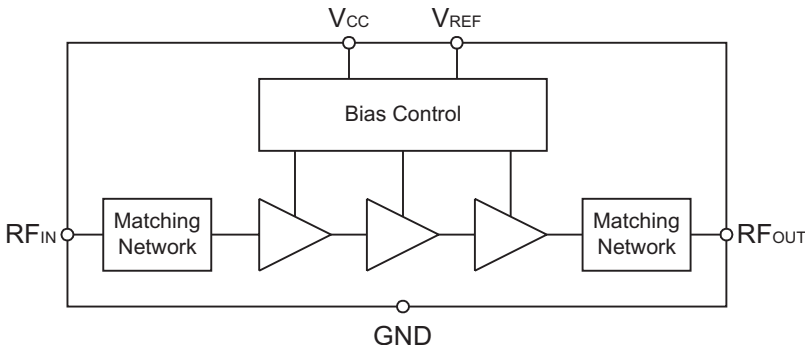 VCC
VREF
Bias Control
RFIN
Matching
Network
Matching
Network
RFOUT
GND